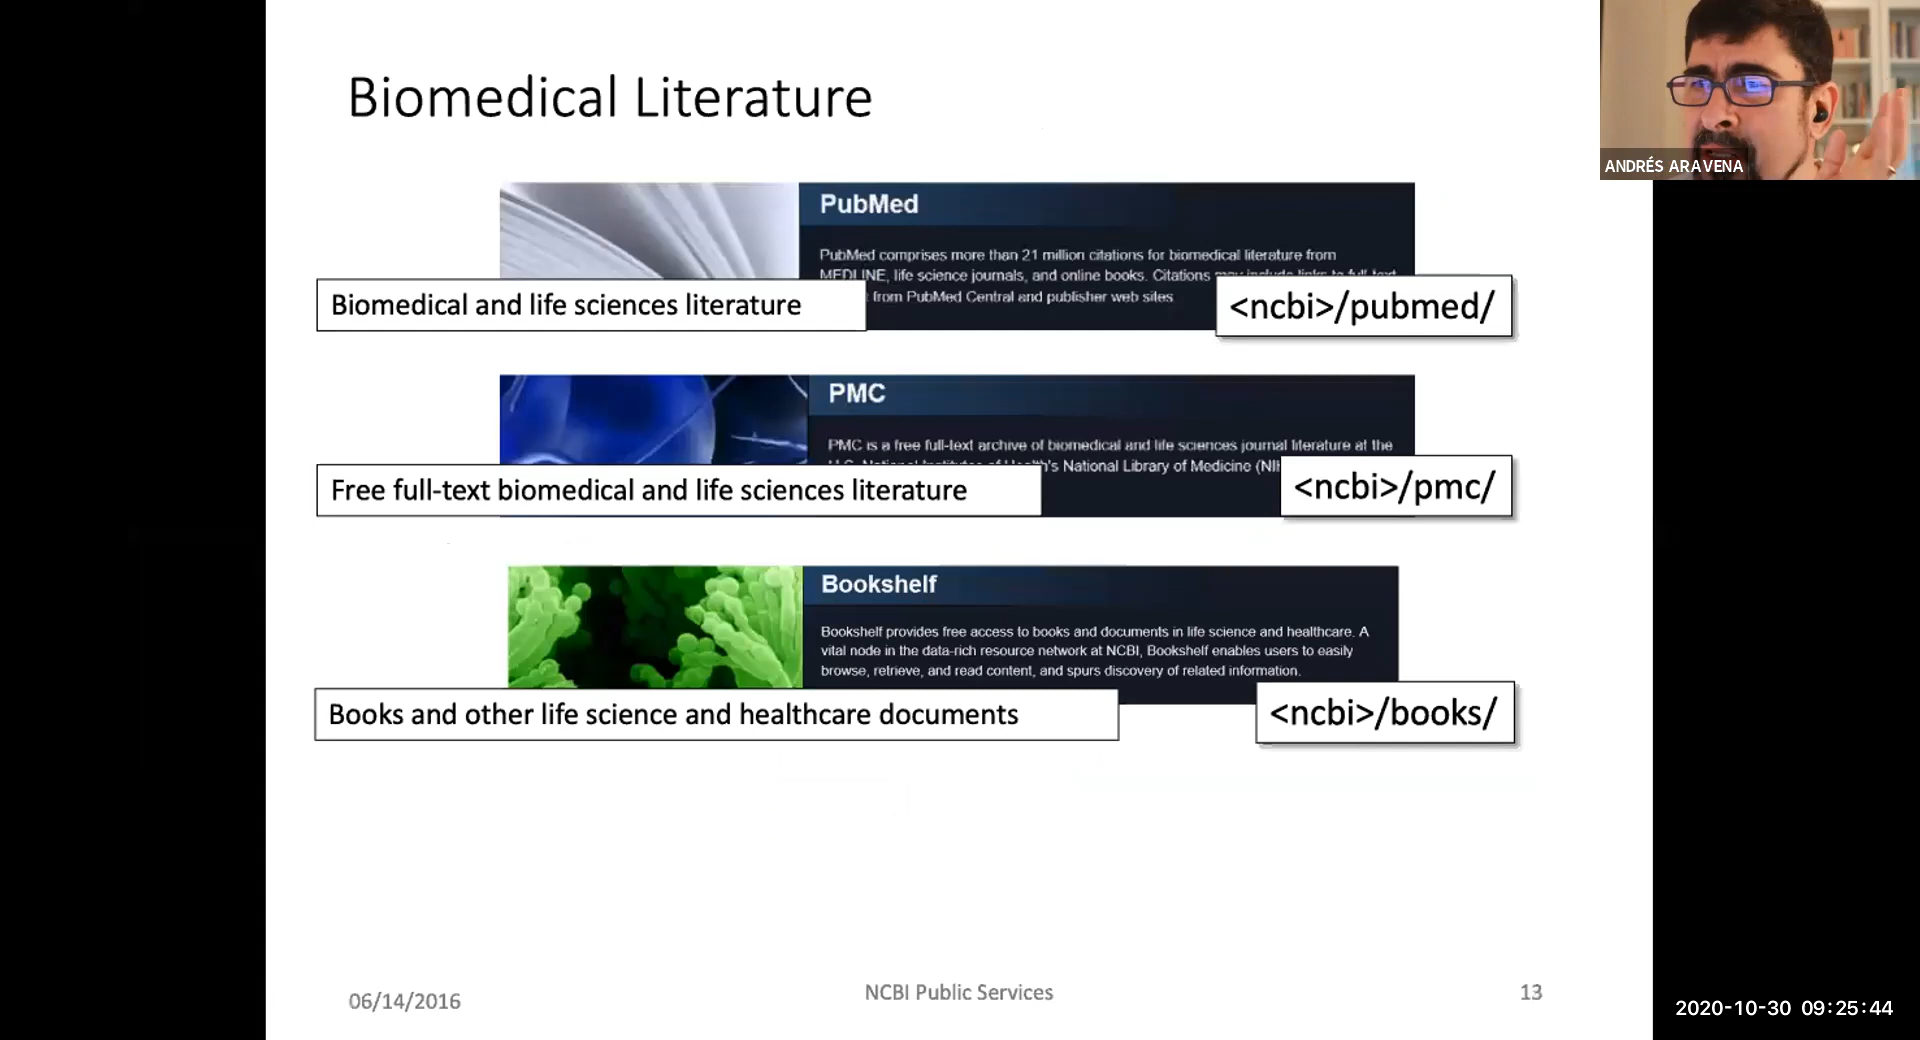 Biomedical Literature
ANDRÉS ARAVENA
PubMed
PubMed comprises more than 21 million citations for biomedical literature from
MEDLINE, life science journals, and online books. Citations may include links to full-text
from PubMed Central and publisher web sites
Biomedical and life sciences literature
<ncbi>/pubmed/
PMC
PMC is a free full-text archive of biomedical and life sciences journal literature at the
U.S. National Institutes of Health's National Library of Medicine
Free full-text biomedical and life sciences literature
<ncbi>/pmc/
Bookshelf
Bookshelf provides free access to books and documents in life science and healthcare. A
vital node in the data-rich resource network at NCBI, Bookshelf enables users to easily
browse, retrieve, and read content, and spurs discovery of related information.
Books and other life science and healthcare documents
<ncbi>/books/
06/14/2016
NCBI Public Services
13
2020-10-30 09:25:44